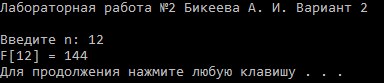 Лабораторная работа №2 Бикеева А. И. Вариант 2
Введите n: 12
F[12] = 144
Для продолжения нажмите любую клавишу . . .